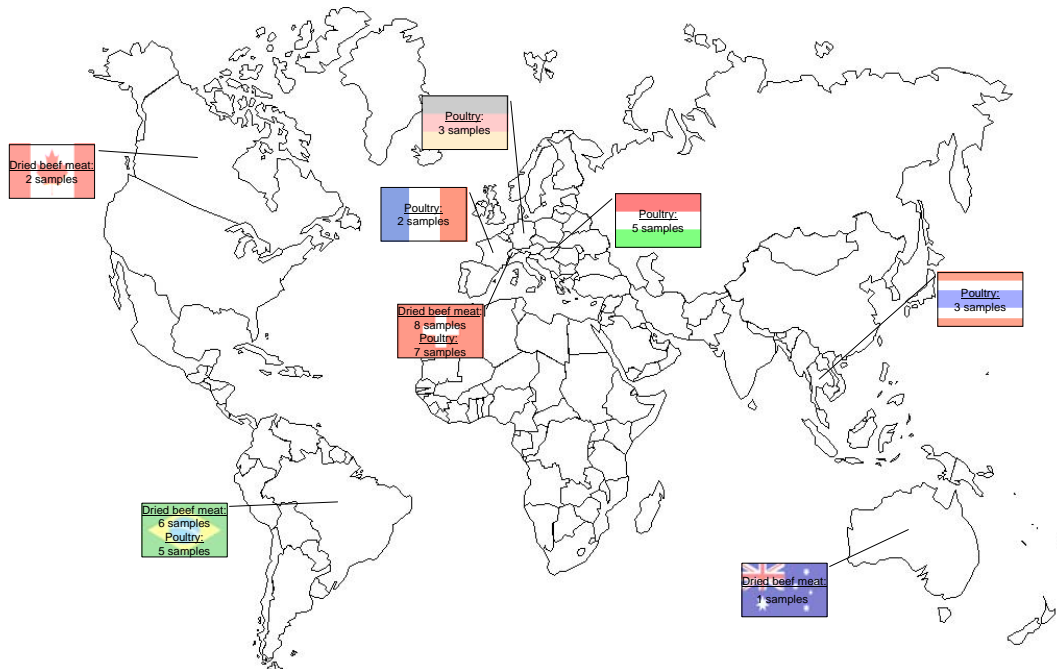 Poultry:
3 samples
Dried beef meat:
2 samples
Poultry:
2 samples
Poultry:
5 samples
Poultry:
3 samples
Dried beef meat:
8 samples
Poultry:
7 samples
Dried beef meat:
6 samples
Poultry:
5 samples
Dried beef meat:
1 samples